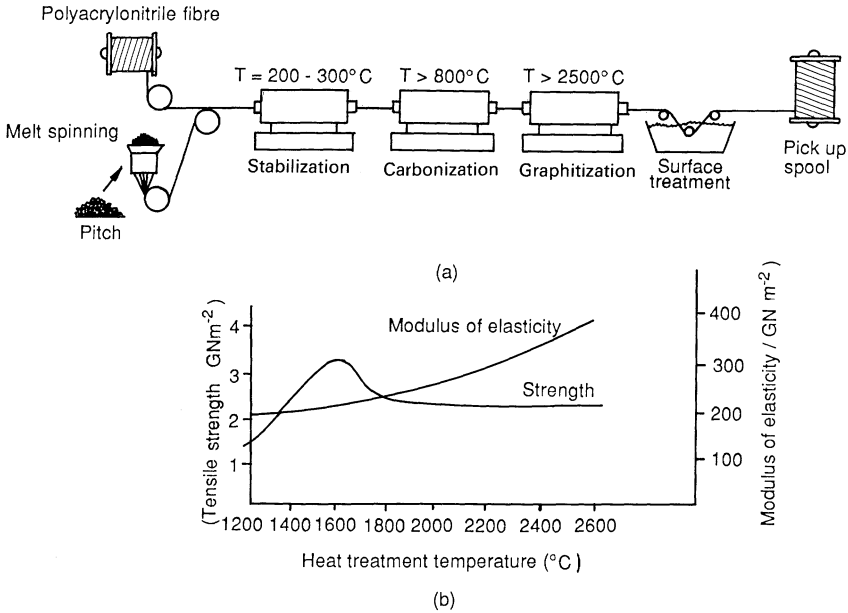 Polyacrylonitrile fibre
T = 200 - 300°C
T > 800°C
T > 2500°C
Melt spinning
Stabilization
Carbonization
Graphitization
Surface
treatment
Pick up
spool
Pitch
(a)
(Tensile strength GNm-2)
4
3
2
1
Modulus of elasticity
Strength
400
300
200
100
Modulus of elasticity / GN m-2)
1200 1400 1600 1800 2000 2200 2400 2600
Heat treatment temperature (°C)
(b)